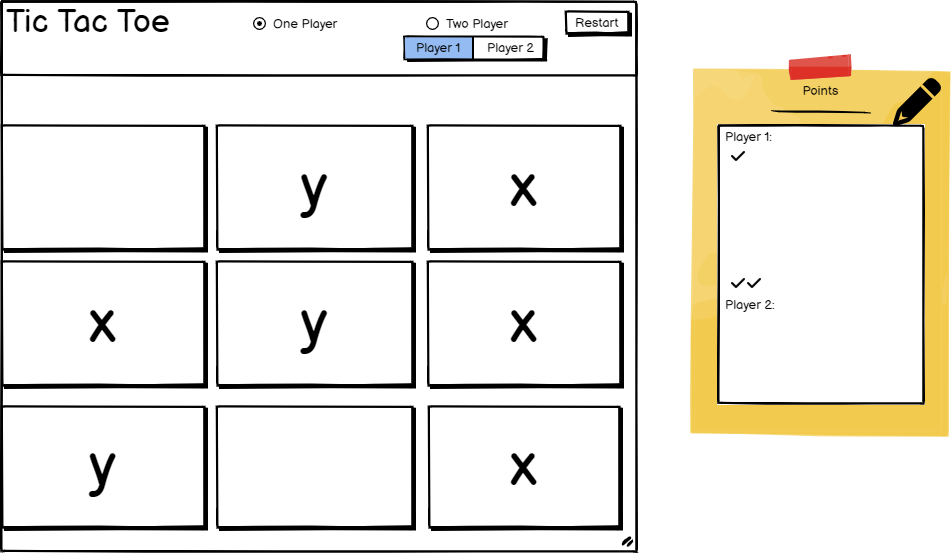 Tic Tac Toe
One Player
Two Player
Restart
Player 1
Player 2
y
x
x
y
x
y
x
Points
Player 1:
Player 2: